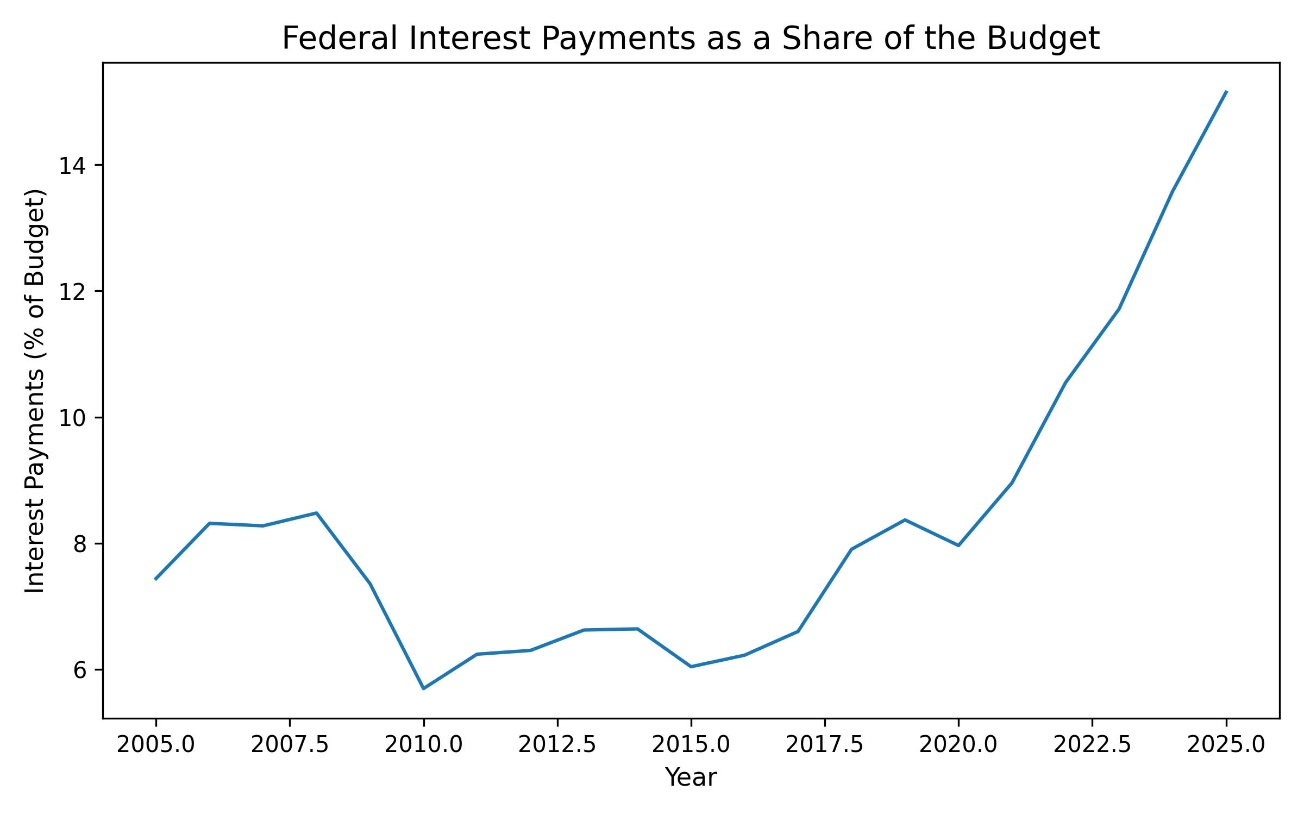 Federal Interest Payments as a Share of the Budget
Interest Payments (% of Budget)
14
12
10
8
6
2005.0 2007.5 2010.0 2012.5 2015.0 2017.5 2020.0 2022.5 2025.0
Year